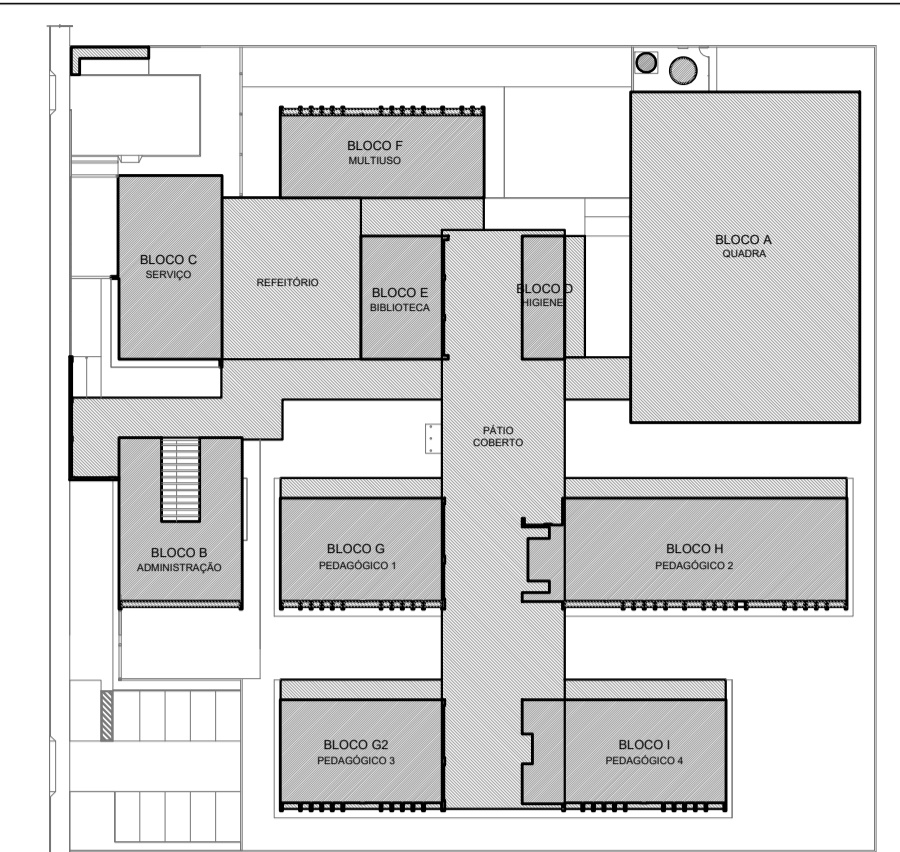 BLOCO F
MULTIUSO
BLOCO A
QUADRA
BLOCO C
SERVIÇO
REFEITÓRIO
BLOCO E
BIBLIOTECA
BLOCO D
HIGIENE
PÁTIO
COBERTO
BLOCO B
ADMINISTRAÇÃO
BLOCO G
PEDAGÓGICO 1
BLOCO H
PEDAGÓGICO 2
BLOCO G2
PEDAGÓGICO 3
BLOCO I
PEDAGÓGICO 4